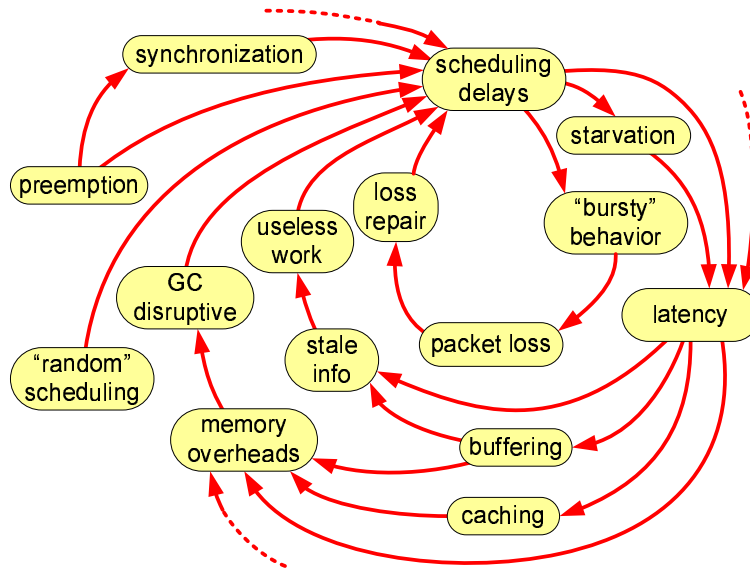 synchronization
scheduling
delays
starvation
preemption
loss
repair
“bursty”
behavior
useless
work
GC
disruptive
latency
packet loss
stale
info
“random”
scheduling
memory
overheads
buffering
caching